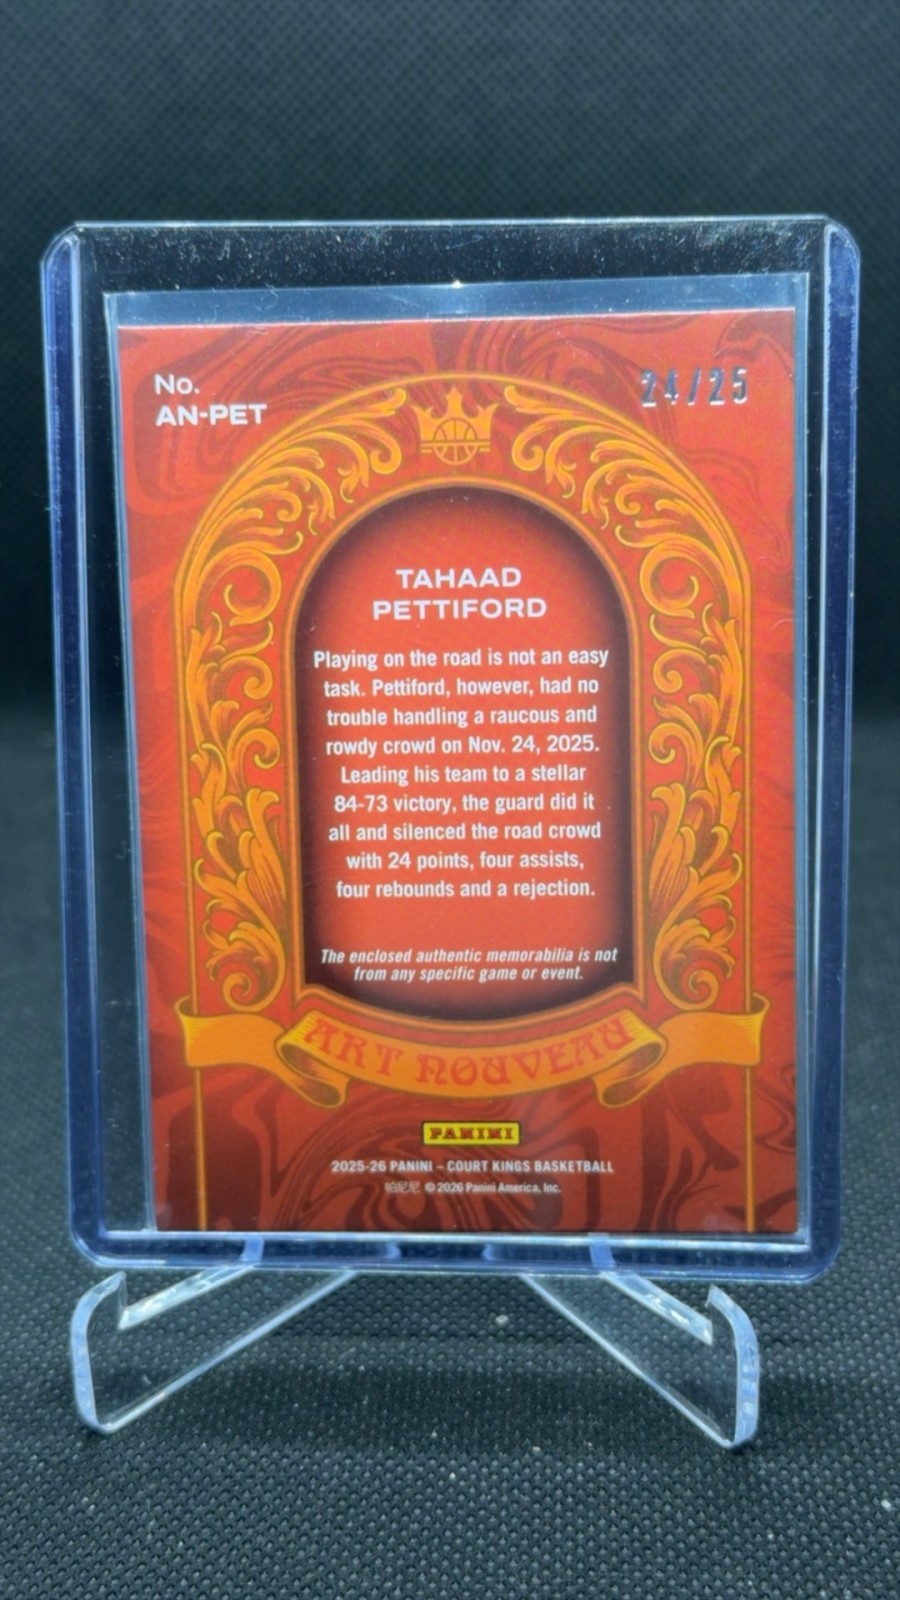 No.
AN-PET
24/25
TAHAAD
PETTIFORD
Playing on the road is not an easy
task. Pettiford, however, had no
trouble handling a raucous and
rowdy crowd on Nov. 24, 2025.
Leading his team to a stellar
84-73 victory, the guard did it
all and silenced the road crowd
with 24 points, four assists,
four rebounds and a rejection.
The enclosed authentic memorabilia is not
from any specific game or event.
ART NOUVEAU
PANINI
2025-26 PANINI – COURT KINGS BASKETBALL
帕尼尼 © 2026 Panini America, Inc.